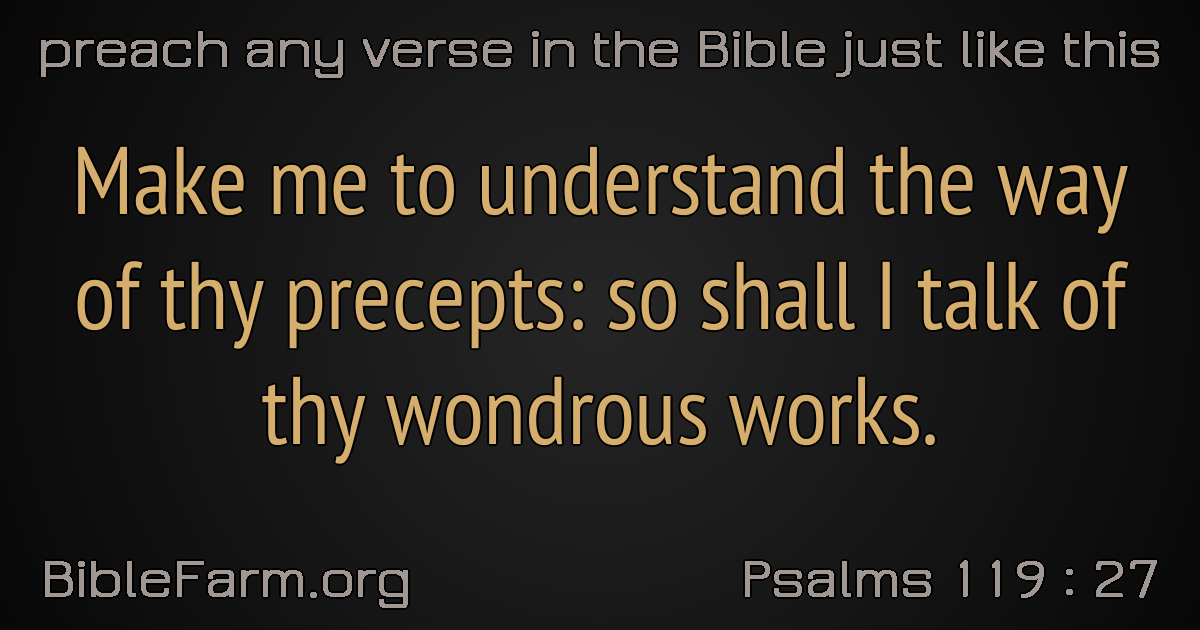 preach any verse in the Bible just like this
Make me to understand the way
of thy precepts: so shall I talk of
thy wondrous works.
BibleFarm.org
Psalms 119 : 27